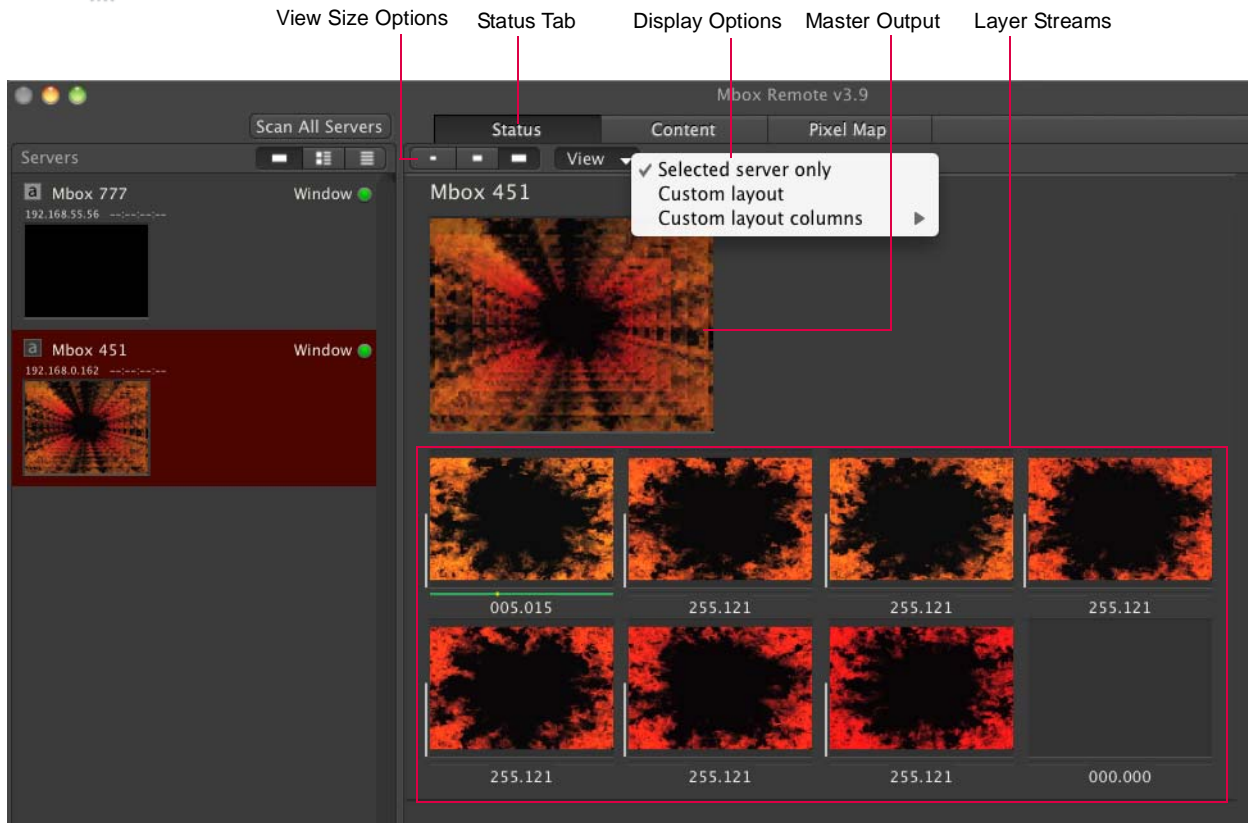 View Size Options Status Tab Display Options Master Output Layer Streams
Mbox Remote v3.9
Scan All Servers Status Content Pixel Map
Servers View
Selected server only
Custom layout
Custom layout columns
a Mbox 777 Window
192.168.55.56 --:--:--:--
a Mbox 451 Window
192.168.0.162 --:--:--:--
Mbox 451
005.015 255.121 255.121 255.121
255.121 255.121 255.121 000.000